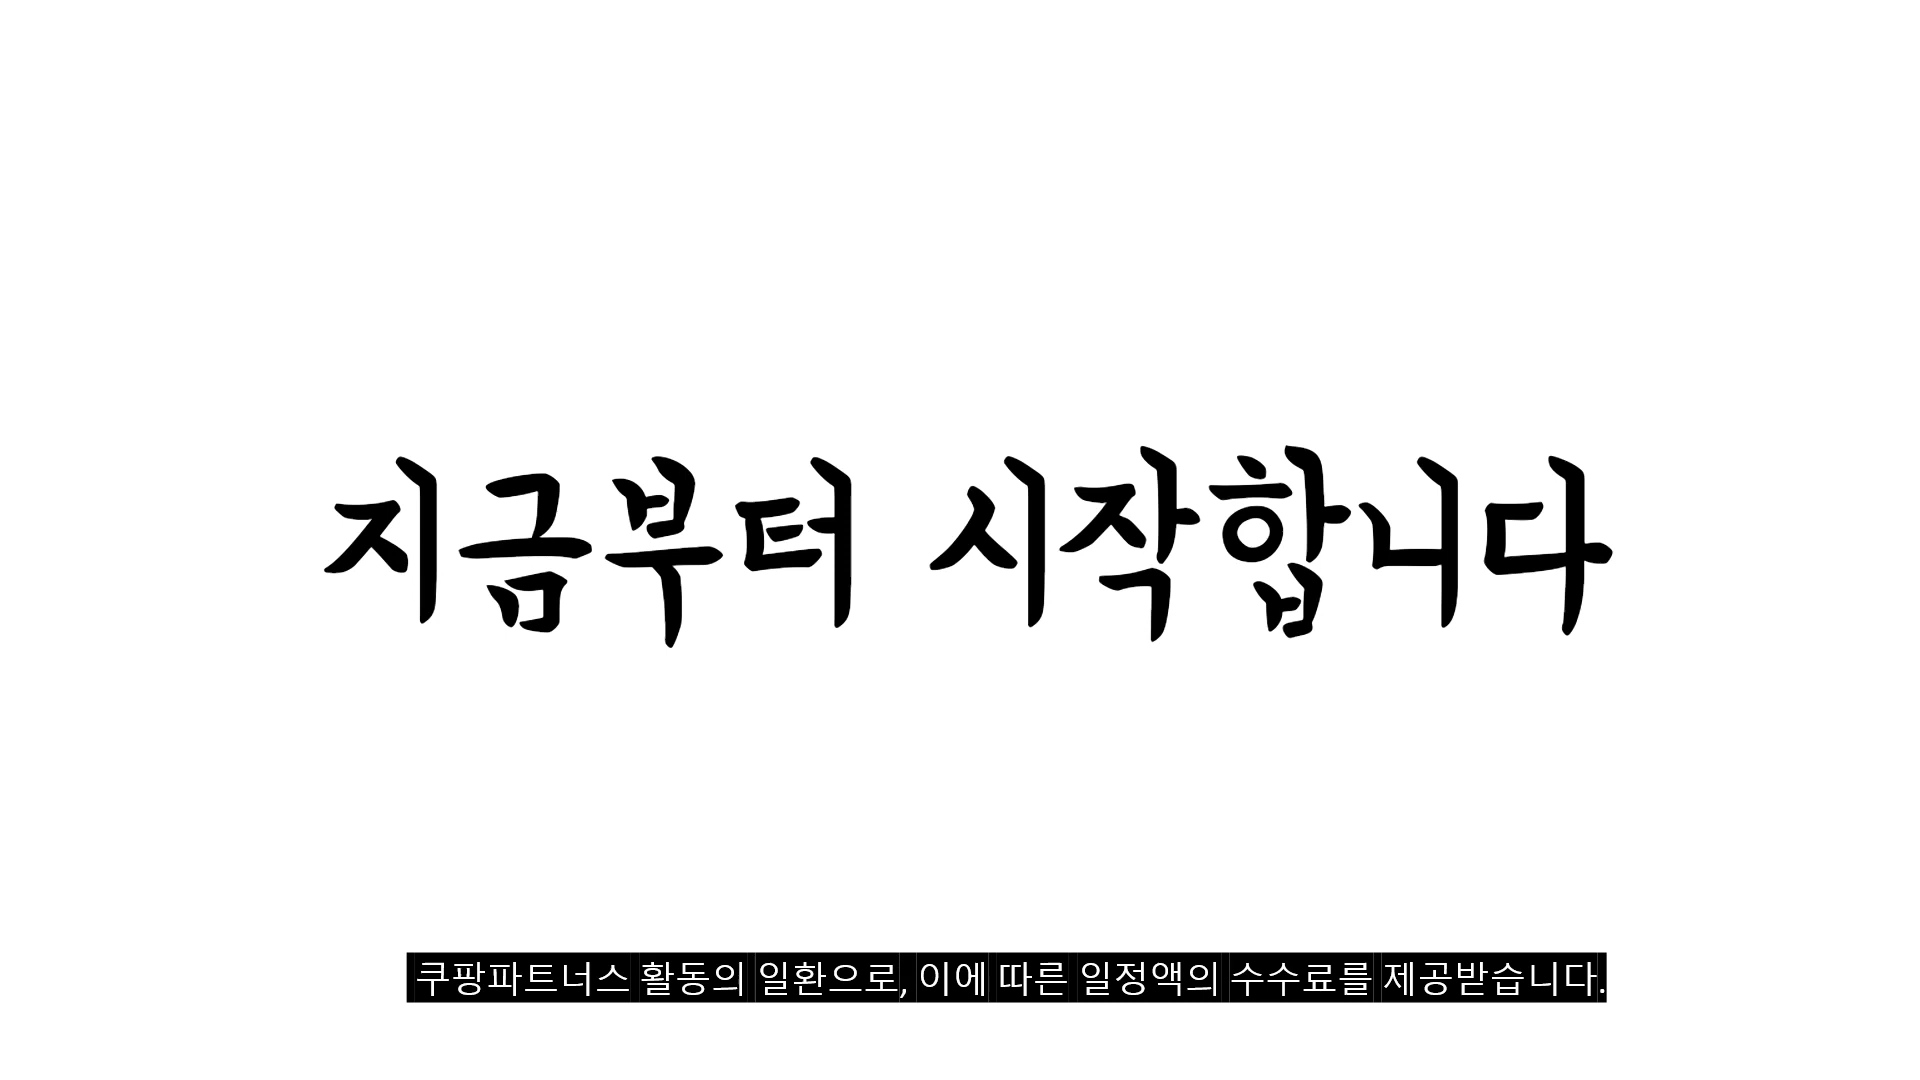 지금부터 시작합니다
쿠팡파트너스 활동의 일환으로, 이에 따른 일정액의 수수료를 제공받습니다.